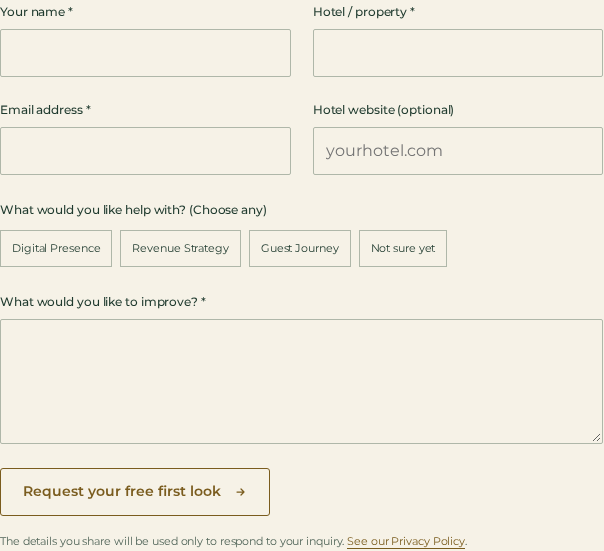 Your name *
Hotel / property *
Email address *
Hotel website (optional)
yourhotel.com
What would you like help with? (Choose any)
Digital Presence
Revenue Strategy
Guest Journey
Not sure yet
What would you like to improve? *
Request your free first look →
The details you share will be used only to respond to your inquiry. See our Privacy Policy.